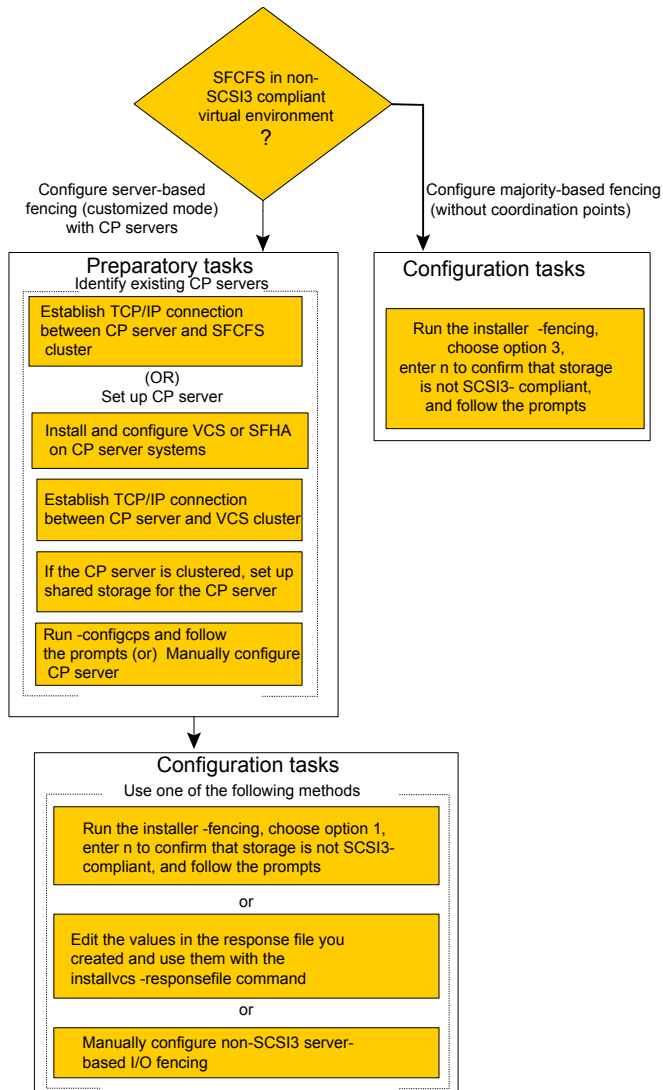 SFCFS in non-
SCSI3 compliant
virtual environment
?
Configure server-based
fencing (customized mode)
with CP servers
Configure majority-based fencing
(without coordination points)
Preparatory tasks
Identify existing CP servers
Establish TCP/IP connection
between CP server and SFCFS
cluster
(OR)
Set up CP server
Install and configure VCS or SFHA
on CP server systems
Establish TCP/IP connection
between CP server and VCS cluster
If the CP server is clustered, set up
shared storage for the CP server
Run -configcps and follow
the prompts (or) Manually configure
CP server
Configuration tasks
Run the installer -fencing,
choose option 3,
enter n to confirm that storage
is not SCSI3- compliant,
and follow the prompts
Configuration tasks
Use one of the following methods
Run the installer -fencing, choose option 1,
enter n to confirm that storage is not SCSI3-
compliant, and follow the prompts
or
Edit the values in the response file you
created and use them with the
installvcs -responsefile command
or
Manually configure non-SCSI3 server-
based I/O fencing